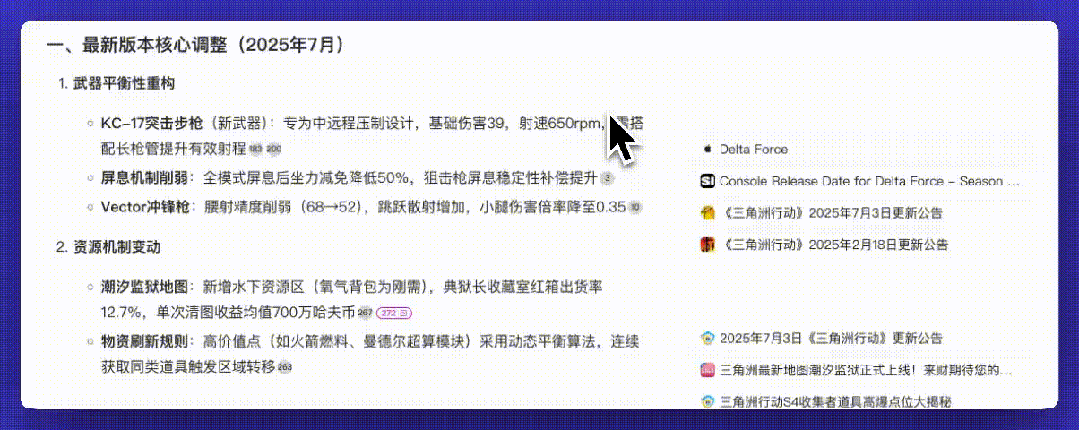 一、最新版本核心调整（2025年7月）
1. 武器平衡性重构
KC-17突击步枪（新武器）：专为中远程压制设计，基础伤害39，射速650rpm，需搭
配长枪管提升有效射程
屏息机制削弱：全模式屏息后坐力减免降低50%，狙击枪屏息稳定性补偿提升 3
Vector冲锋枪：腰射精度削弱（68→52），跳跃散射增加，小腿伤害倍率降至0.35 10
2. 资源机制变动
潮汐监狱地图：新增水下资源区（氧气背包为刚需），典狱长收藏室红箱出货率
12.7%，单次清图收益均值700万哈夫币 267 272
物资刷新规则：高价值点（如火箭燃料、曼德尔超算模块）采用动态平衡算法，连续
获取同类道具触发区域转移 263
Delta Force
Console Release Date for Delta Force – Season ...
《三角洲行动》2025年7月3日更新公告
《三角洲行动》2025年2月18日更新公告
2025年7月3日《三角洲行动》更新公告
三角洲最新地图潮汐监狱正式上线！来财期待您的...
三角洲行动S4收集者道具高爆点位大揭秘